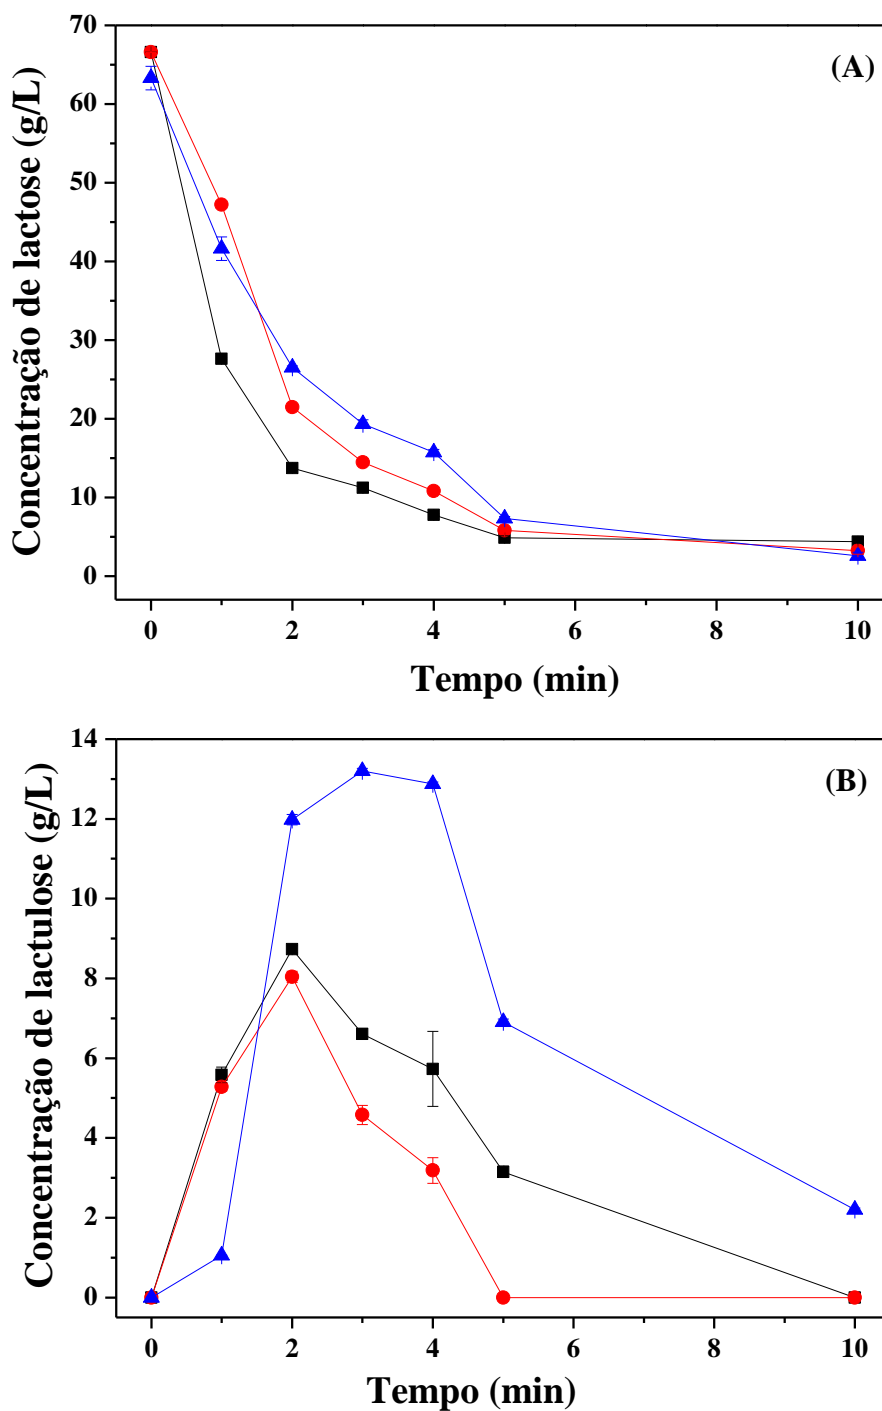 (A)
Concentração de lactose (g/L)
70
60
50
40
30
20
10
0
0 2 4 6 8 10
Tempo (min)
(B)
Concentração de lactulose (g/L)
14
12
10
8
6
4
2
0
0 2 4 6 8 10
Tempo (min)